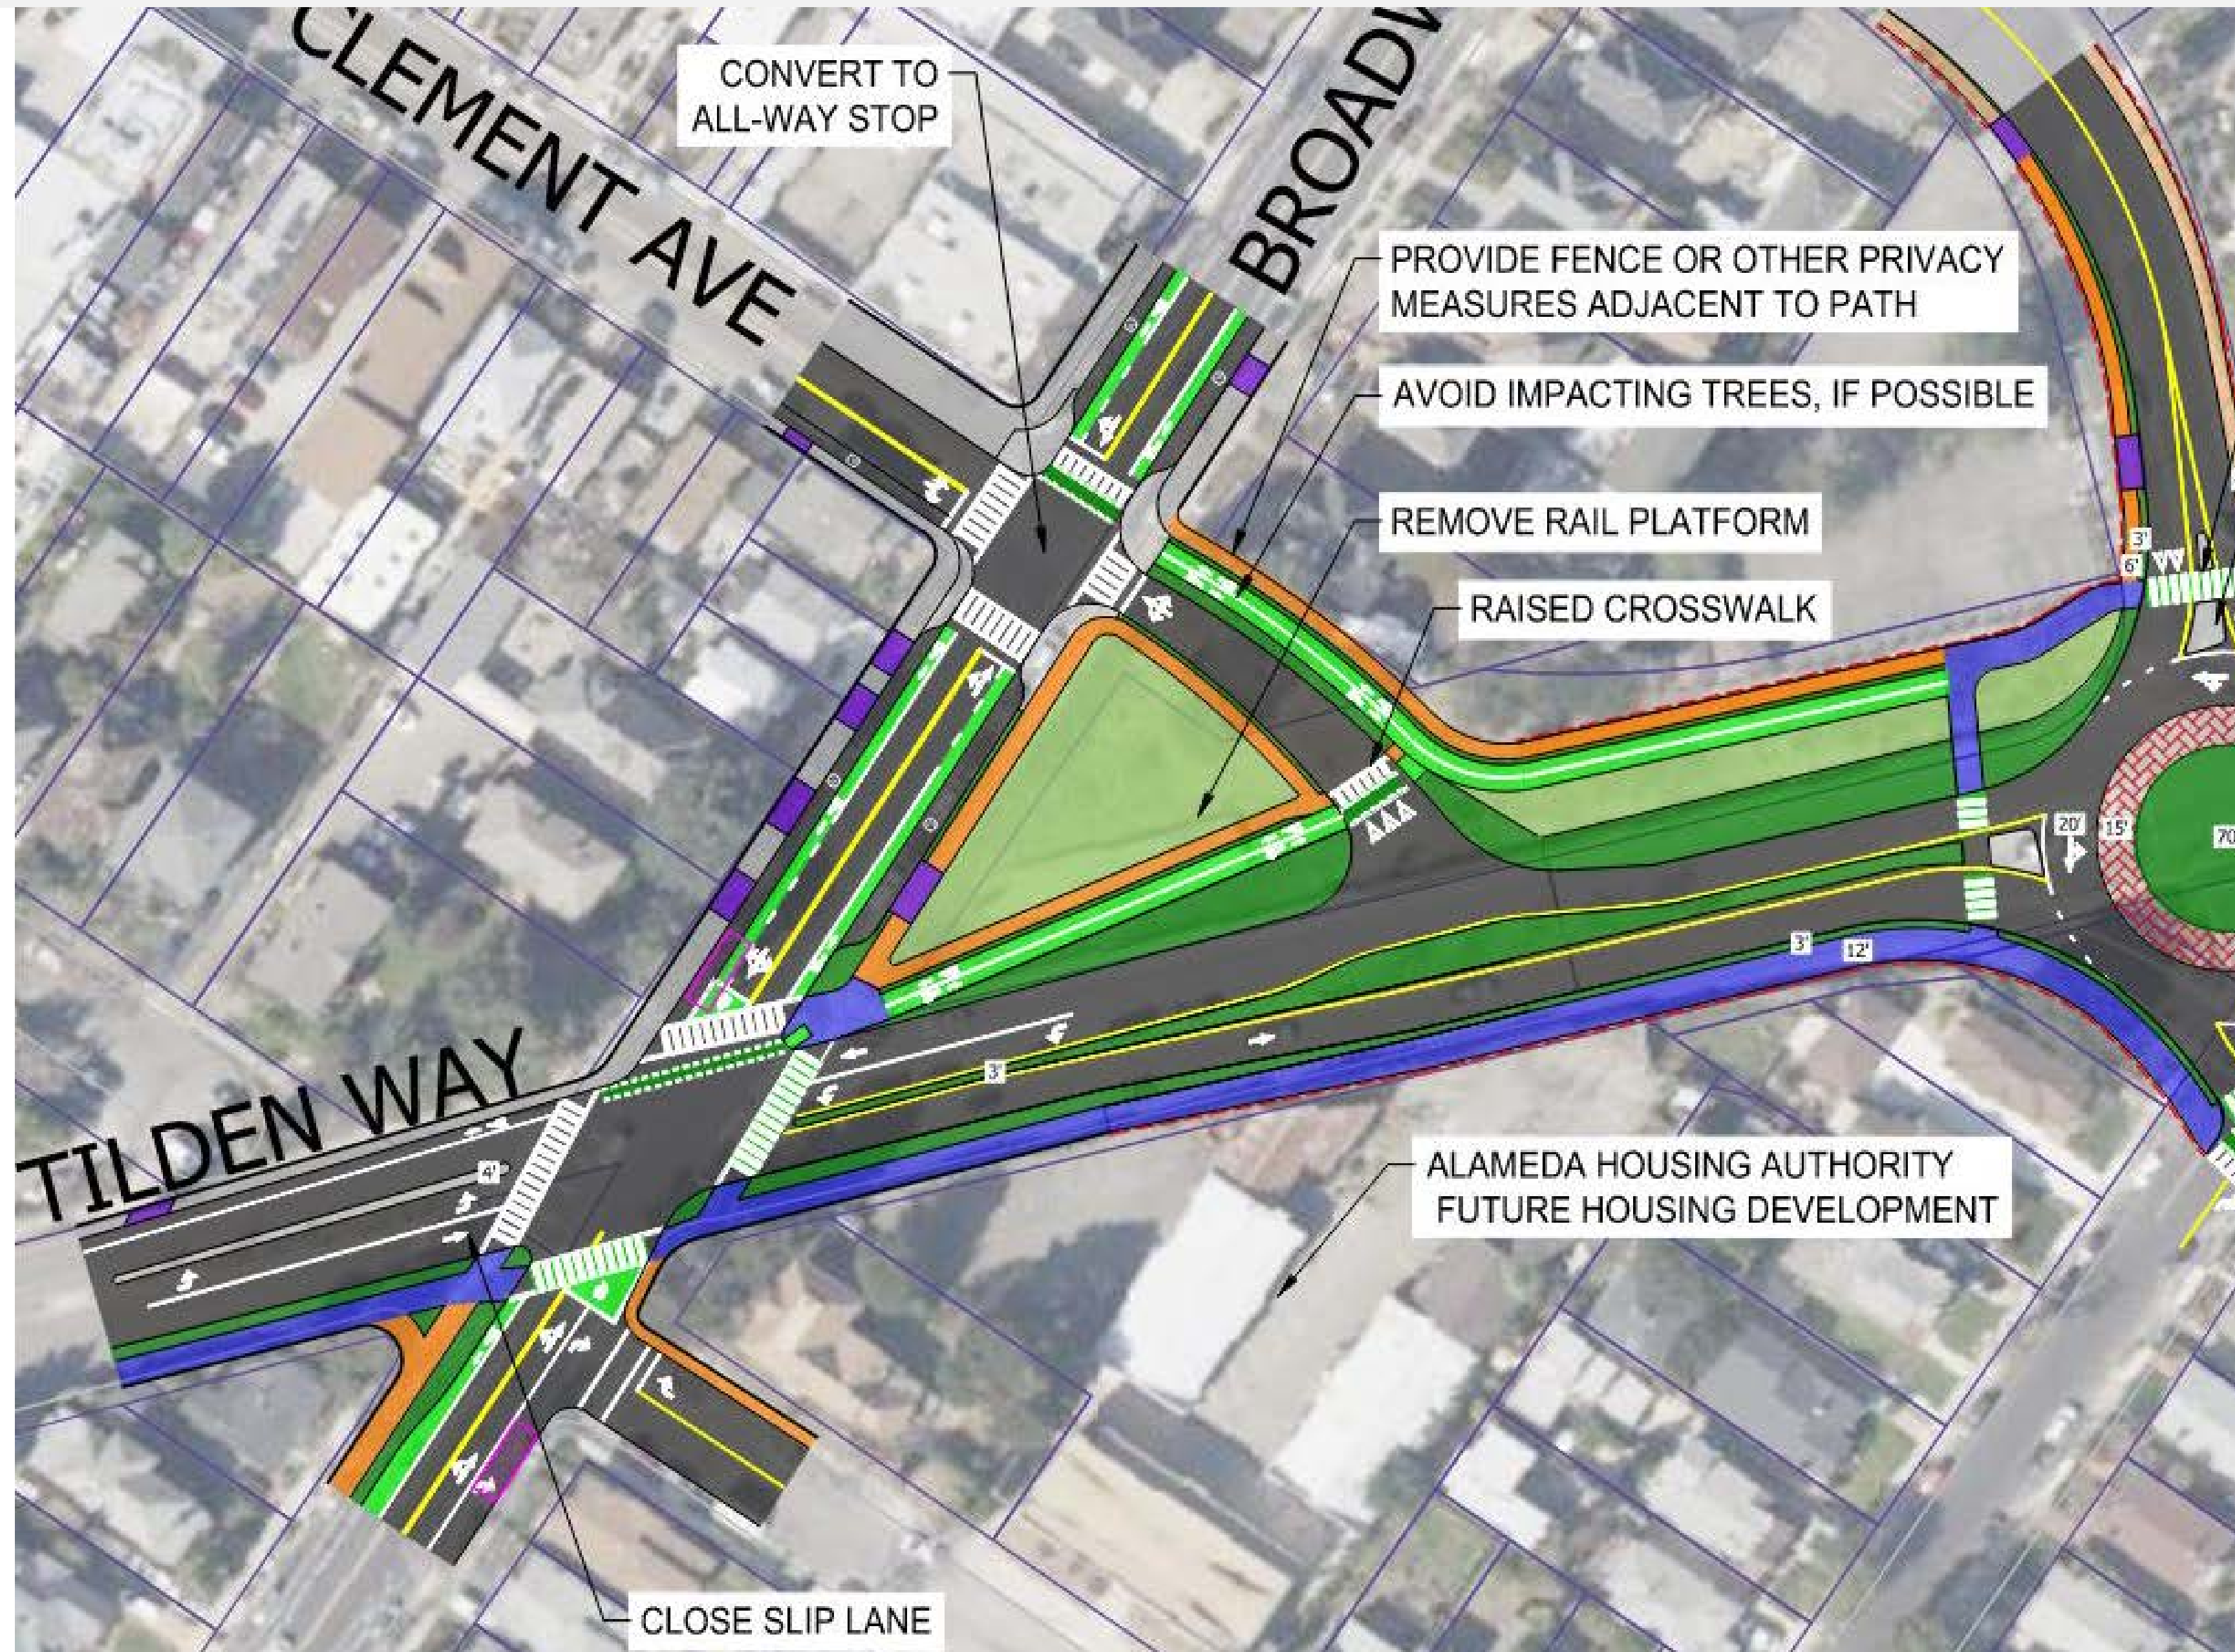 CLEMENT AVE
CONVERT TO
ALL-WAY STOP
PROVIDE FENCE OR OTHER PRIVACY
MEASURES ADJACENT TO PATH
AVOID IMPACTING TREES, IF POSSIBLE
REMOVE RAIL PLATFORM
RAISED CROSSWALK
3'
6'
20'
15'
70
3'
12'
3'
TILDEN WAY
4'
ALAMEDA HOUSING AUTHORITY
FUTURE HOUSING DEVELOPMENT
CLOSE SLIP LANE